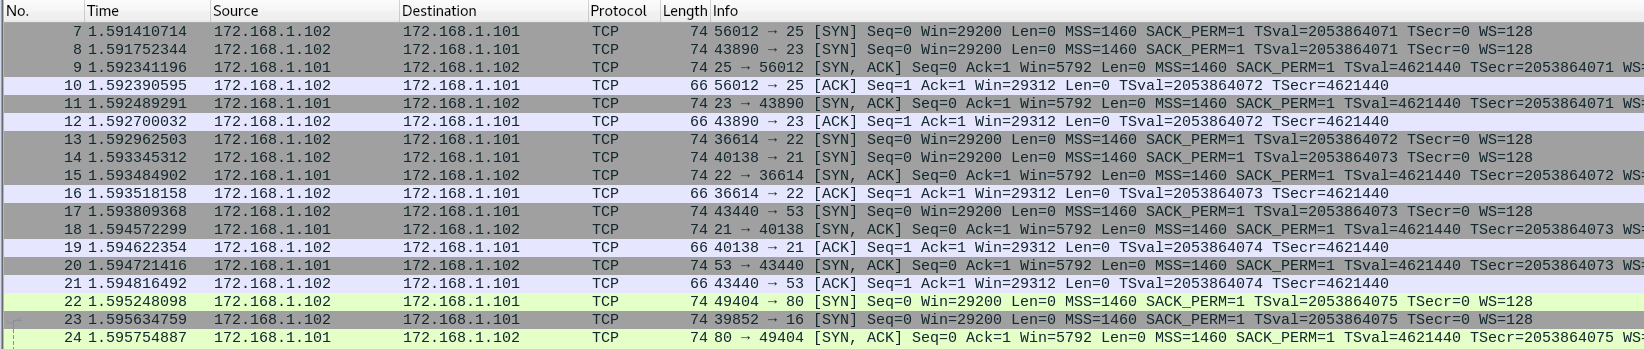 No. Time Source Destination Protocol Length Info
7 1.591410714 172.168.1.102 172.168.1.101 TCP 74 56012 → 25 [SYN] Seq=0 Win=29200 Len=0 MSS=1460 SACK_PERM=1 TSval=2053864071 TSecr=0 WS=128
8 1.591752344 172.168.1.102 172.168.1.101 TCP 74 43890 → 23 [SYN] Seq=0 Win=29200 Len=0 MSS=1460 SACK_PERM=1 TSval=2053864071 TSecr=0 WS=128
9 1.592341196 172.168.1.101 172.168.1.102 TCP 74 25 → 56012 [SYN, ACK] Seq=0 Ack=1 Win=5792 Len=0 MSS=1460 SACK_PERM=1 TSval=4621440 TSecr=2053864071 WS=
10 1.592390595 172.168.1.102 172.168.1.101 TCP 66 56012 → 25 [ACK] Seq=1 Ack=1 Win=29312 Len=0 TSval=2053864072 TSecr=4621440
11 1.592489291 172.168.1.101 172.168.1.102 TCP 74 23 → 43890 [SYN, ACK] Seq=0 Ack=1 Win=5792 Len=0 MSS=1460 SACK_PERM=1 TSval=4621440 TSecr=2053864071 WS=
12 1.592700032 172.168.1.102 172.168.1.101 TCP 66 43890 → 23 [ACK] Seq=1 Ack=1 Win=29312 Len=0 TSval=2053864072 TSecr=4621440
13 1.592962503 172.168.1.102 172.168.1.101 TCP 74 36614 → 22 [SYN] Seq=0 Win=29200 Len=0 MSS=1460 SACK_PERM=1 TSval=2053864072 TSecr=0 WS=128
14 1.593345312 172.168.1.102 172.168.1.101 TCP 74 40138 → 21 [SYN] Seq=0 Win=29200 Len=0 MSS=1460 SACK_PERM=1 TSval=2053864073 TSecr=0 WS=128
15 1.593484902 172.168.1.101 172.168.1.102 TCP 74 22 → 36614 [SYN, ACK] Seq=0 Ack=1 Win=5792 Len=0 MSS=1460 SACK_PERM=1 TSval=4621440 TSecr=2053864072 WS=
16 1.593518158 172.168.1.102 172.168.1.101 TCP 66 36614 → 22 [ACK] Seq=1 Ack=1 Win=29312 Len=0 TSval=2053864073 TSecr=4621440
17 1.593809368 172.168.1.102 172.168.1.101 TCP 74 43440 → 53 [SYN] Seq=0 Win=29200 Len=0 MSS=1460 SACK_PERM=1 TSval=2053864073 TSecr=0 WS=128
18 1.594572299 172.168.1.101 172.168.1.102 TCP 74 21 → 40138 [SYN, ACK] Seq=0 Ack=1 Win=5792 Len=0 MSS=1460 SACK_PERM=1 TSval=4621440 TSecr=2053864073 WS=
19 1.594622354 172.168.1.102 172.168.1.101 TCP 66 40138 → 21 [ACK] Seq=1 Ack=1 Win=29312 Len=0 TSval=2053864074 TSecr=4621440
20 1.594721416 172.168.1.101 172.168.1.102 TCP 74 53 → 43440 [SYN, ACK] Seq=0 Ack=1 Win=5792 Len=0 MSS=1460 SACK_PERM=1 TSval=4621440 TSecr=2053864073 WS=
21 1.594816492 172.168.1.102 172.168.1.101 TCP 66 43440 → 53 [ACK] Seq=1 Ack=1 Win=29312 Len=0 TSval=2053864074 TSecr=4621440
22 1.595248098 172.168.1.102 172.168.1.101 TCP 74 49404 → 80 [SYN] Seq=0 Win=29200 Len=0 MSS=1460 SACK_PERM=1 TSval=2053864075 TSecr=0 WS=128
23 1.595634759 172.168.1.102 172.168.1.101 TCP 74 39852 → 16 [SYN] Seq=0 Win=29200 Len=0 MSS=1460 SACK_PERM=1 TSval=2053864075 TSecr=0 WS=128
24 1.595754887 172.168.1.101 172.168.1.102 TCP 74 80 → 49404 [SYN, ACK] Seq=0 Ack=1 Win=5792 Len=0 MSS=1460 SACK_PERM=1 TSval=4621440 TSecr=2053864075 WS=